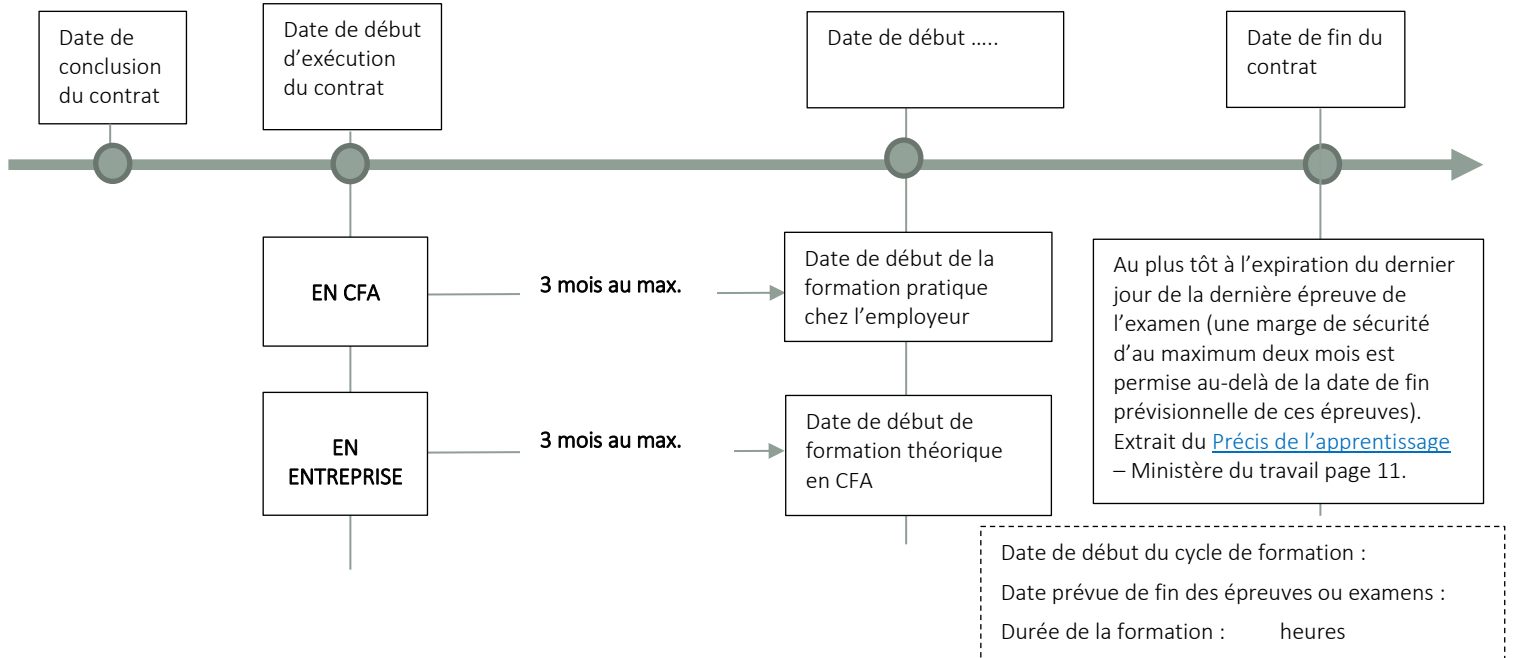 Date de
conclusion
du contrat
Date de début
d’exécution
du contrat
Date de début …..
Date de fin du
contrat
EN CFA
3 mois au max.
Date de début de la
formation pratique
chez l’employeur
EN
ENTREPRISE
3 mois au max.
Date de début de
formation théorique
en CFA
Au plus tôt à l’expiration du dernier
jour de la dernière épreuve de
l’examen (une marge de sécurité
d’au maximum deux mois est
permise au-delà de la date de fin
prévisionnelle de ces épreuves).
Extrait du Précis de l’apprentissage
– Ministère du travail page 11.
Date de début du cycle de formation :
Date prévue de fin des épreuves ou examens :
Durée de la formation : heures